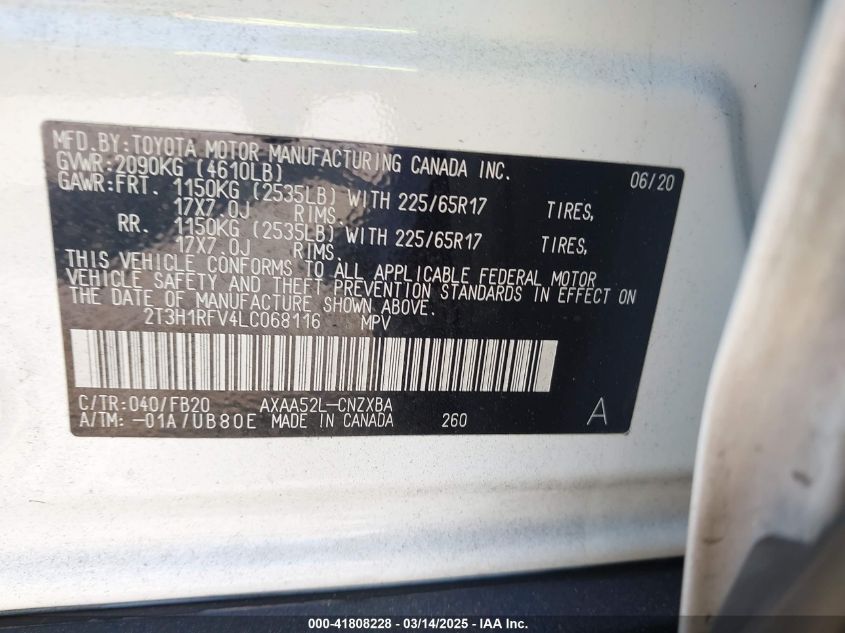 MFD.BY: TOYOTA MOTOR MANUFACTURING CANADA INC.
GVWR: 2090KG (4610LB) 06/20
GAWR: FRT. 1150KG (2535LB) WITH 225/65R17 TIRES,
17X7.0J RIMS.
RR. 1150KG (2535LB) WITH 225/65R17 TIRES,
17X7.0J RIMS.
THIS VEHICLE CONFORMS TO ALL APPLICABLE FEDERAL MOTOR
VEHICLE SAFETY AND THEFT PREVENTION STANDARDS IN EFFECT ON
THE DATE OF MANUFACTURE SHOWN ABOVE.
2T3H1RFV4LC068116 MPV
C/TR: 040/FB20 AXAA52L-CNZXBA A
A/TM: -01A/UB80E MADE IN CANADA 260
000-41808228 - 03/14/2025 - IAA Inc.